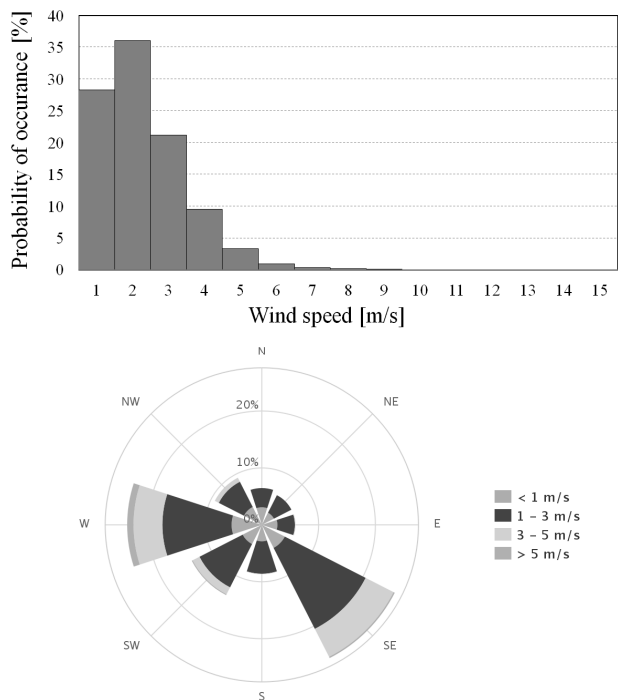 Probability of occurance [%]
40
35
30
25
20
15
10
5
0
1 2 3 4 5 6 7 8 9 10 11 12 13 14 15
Wind speed [m/s]
N
NW
NE
20%
10%
0%
W
E
SW
SE
S
< 1 m/s
1 – 3 m/s
3 – 5 m/s
> 5 m/s